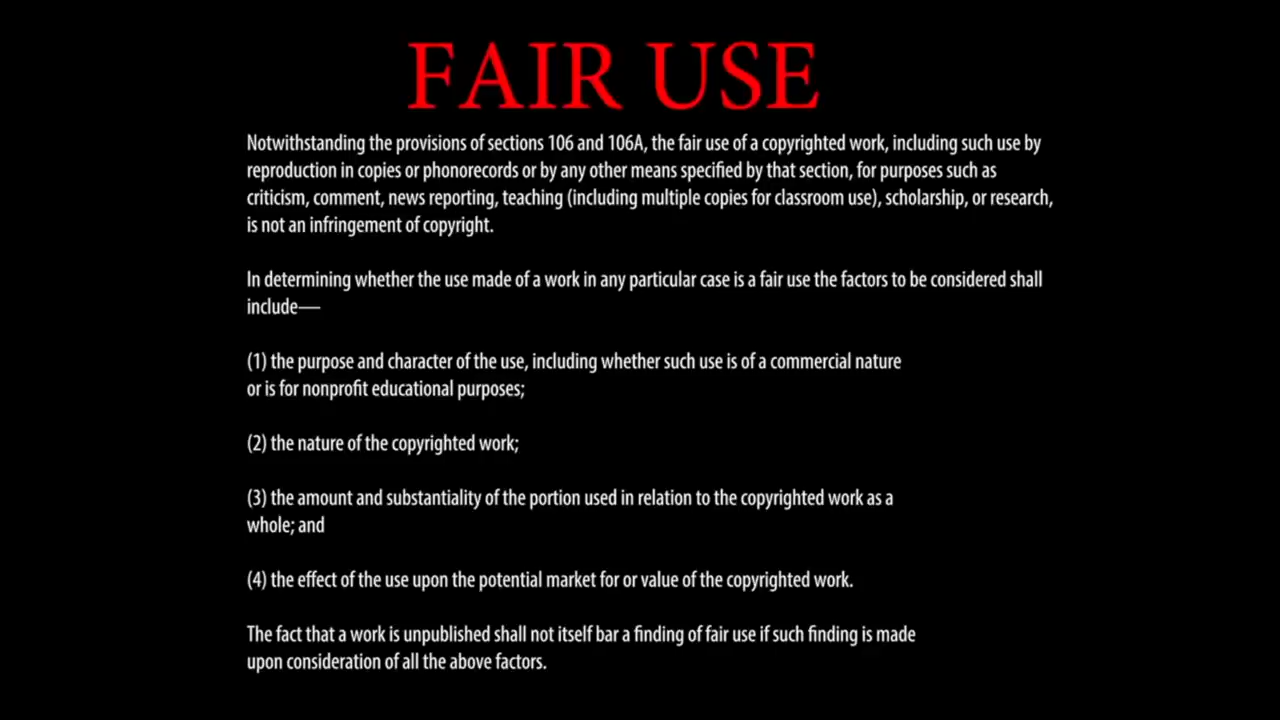 FAIR USE
Notwithstanding the provisions of sections 106 and 106A, the fair use of a copyrighted work, including such use by
reproduction in copies or phonorecords or by any other means specified by that section, for purposes such as
criticism, comment, news reporting, teaching (including multiple copies for classroom use), scholarship, or research,
is not an infringement of copyright.
In determining whether the use made of a work in any particular case is a fair use the factors to be considered shall
include—
(1) the purpose and character of the use, including whether such use is of a commercial nature
or is for nonprofit educational purposes;
(2) the nature of the copyrighted work;
(3) the amount and substantiality of the portion used in relation to the copyrighted work as a
whole; and
(4) the effect of the use upon the potential market for or value of the copyrighted work.
The fact that a work is unpublished shall not itself bar a finding of fair use if such finding is made
upon consideration of all the above factors.